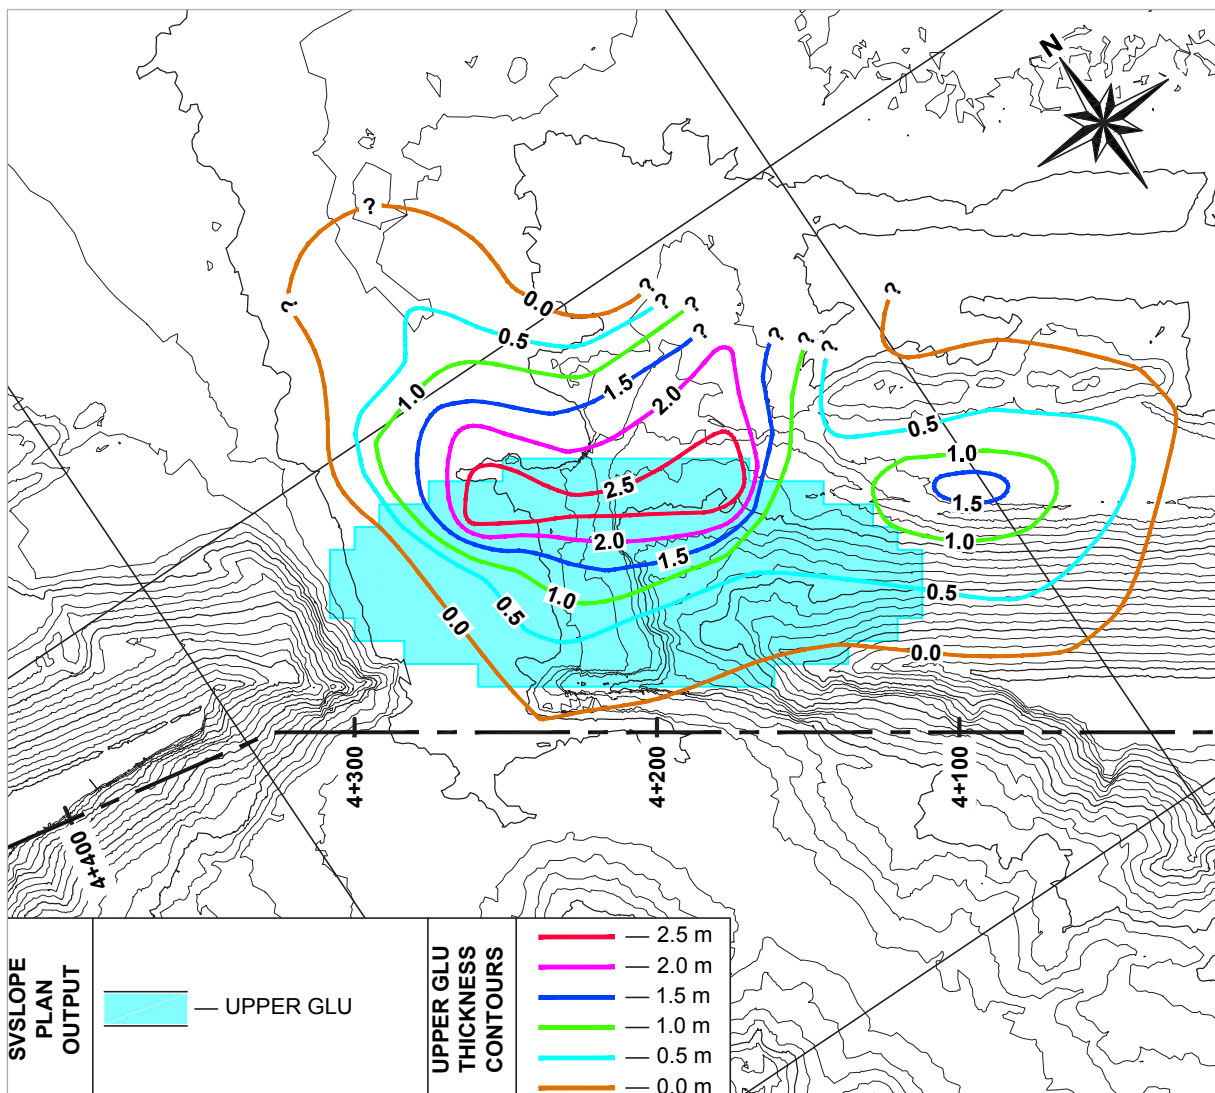 N
?
?
0.0
?
?
?
?
0.5
1.0
1.5
2.0
?
?
?
?
0.5
1.0
1.5
1.0
2.5
2.0
1.5
1.0
0.5
0.0
0.5
0.0
4+400
4+300
4+200
4+100
SVSLOPE
PLAN
OUTPUT
— UPPER GLU
UPPER GLU
THICKNESS
CONTOURS
— 2.5 m
— 2.0 m
— 1.5 m
— 1.0 m
— 0.5 m
— 0.0 m